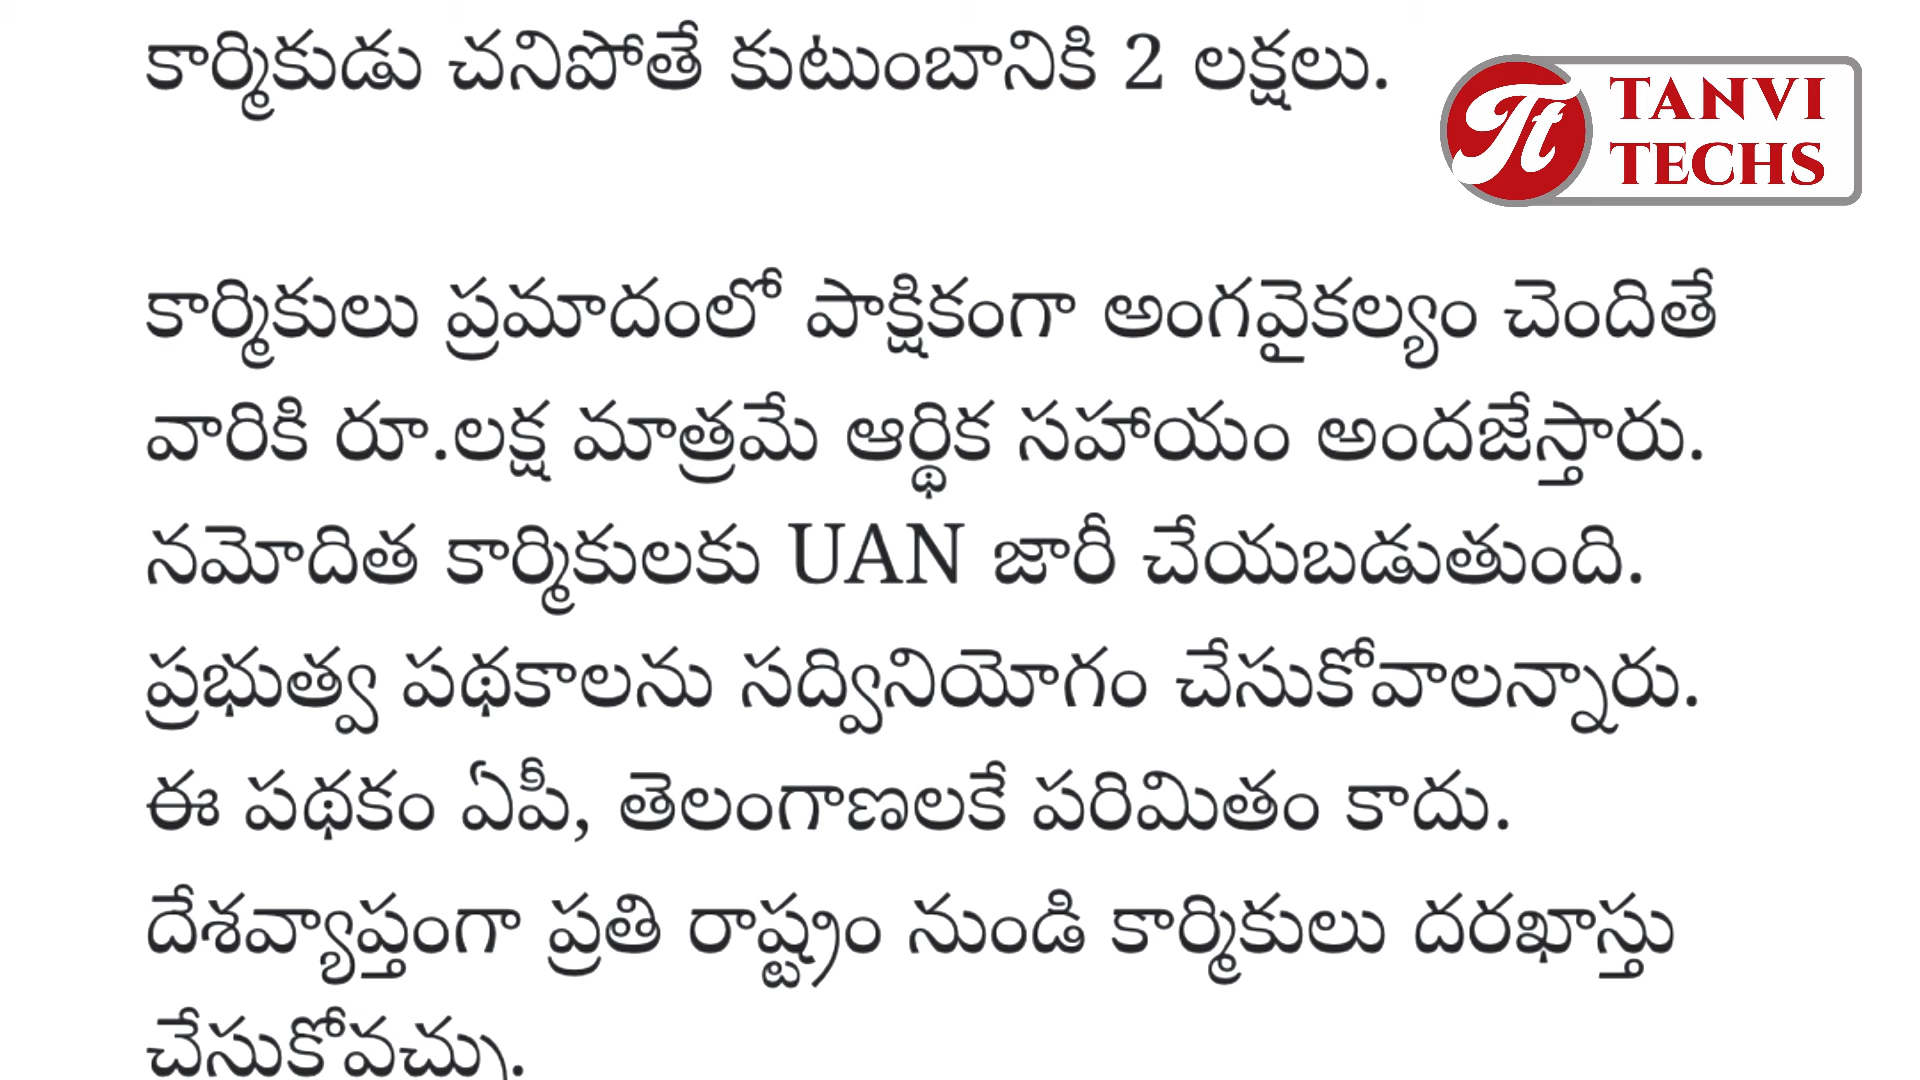 కార్మికుడు చనిపోతే కుటుంబానికి 2 లక్షలు.
TANVI
TECHS
కార్మికులు ప్రమాదంలో పాక్షికంగా అంగవైకల్యం చెందితే
వారికి రూ.లక్ష మాత్రమే ఆర్థిక సహాయం అందజేస్తారు.
నమోదిత కార్మికులకు UAN జారీ చేయబడుతుంది.
ప్రభుత్వ పథకాలను సద్వినియోగం చేసుకోవాలన్నారు.
ఈ పథకం ఏపీ, తెలంగాణలకే పరిమితం కాదు.
దేశవ్యాప్తంగా ప్రతి రాష్ట్రం నుండి కార్మికులు దరఖాస్తు
చేసుకోవచ్చు.